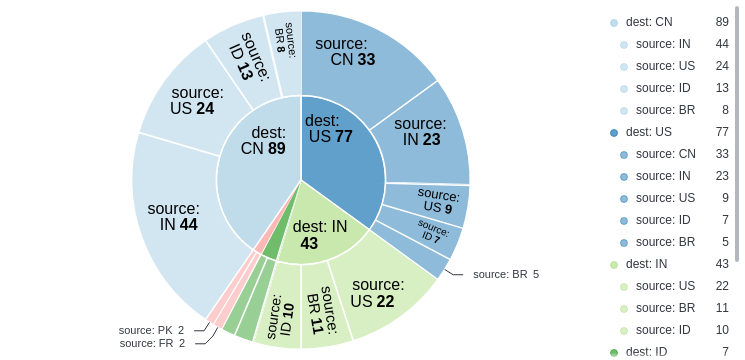 source:
CN 33
source:
IN 23
source:
US 9
source:
ID 7
source: BR 5
source:
US 22
source:
BR 11
source:
ID 10
source: PK 2
source: FR 2
source:
IN 44
source:
US 24
source:
ID 13
source:
BR 8
dest:
CN 89
dest:
US 77
dest: IN
43
dest: CN 89
source: IN 44
source: US 24
source: ID 13
source: BR 8
dest: US 77
source: CN 33
source: IN 23
source: US 9
source: ID 7
source: BR 5
dest: IN 43
source: US 22
source: BR 11
source: ID 10
dest: ID 7